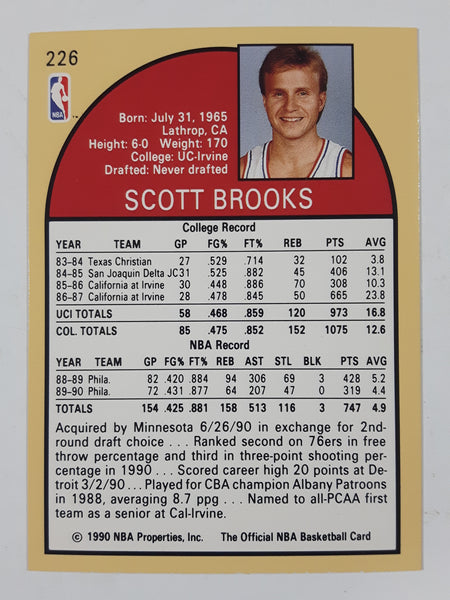 226
NBA
Born: July 31, 1965
Lathrop, CA
Height: 6-0 Weight: 170
College: UC-Irvine
Drafted: Never drafted
SCOTT BROOKS
College Record
YEAR TEAM GP FG% FT% REB PTS AVG
83-84 Texas Christian 27 .529 .714 32 102 3.8
84-85 San Joaquin Delta JC 31 .525 .882 45 406 13.1
85-86 California at Irvine 30 .448 .886 70 308 10.3
86-87 California at Irvine 28 .478 .845 50 665 23.8
UCI TOTALS 58 .468 .859 120 973 16.8
COL. TOTALS 85 .475 .852 152 1075 12.6
NBA Record
YEAR TEAM GP FG% FT% REB AST STL BLK PTS AVG
88-89 Phila. 82 .420 .884 94 306 69 3 428 5.2
89-90 Phila. 72 .431 .877 64 207 47 0 319 4.4
TOTALS 154 .425 .881 158 513 116 3 747 4.9
Acquired by Minnesota 6/26/90 in exchange for 2nd-
round draft choice . . . Ranked second on 76ers in free
throw percentage and third in three-point shooting per-
centage in 1990 . . . Scored career high 20 points at De-
troit 3/2/90 . . . Played for CBA champion Albany Patroons
in 1988, averaging 8.7 ppg . . . Named to all-PCAA first
team as a senior at Cal-Irvine.
© 1990 NBA Properties, Inc. The Official NBA Basketball Card